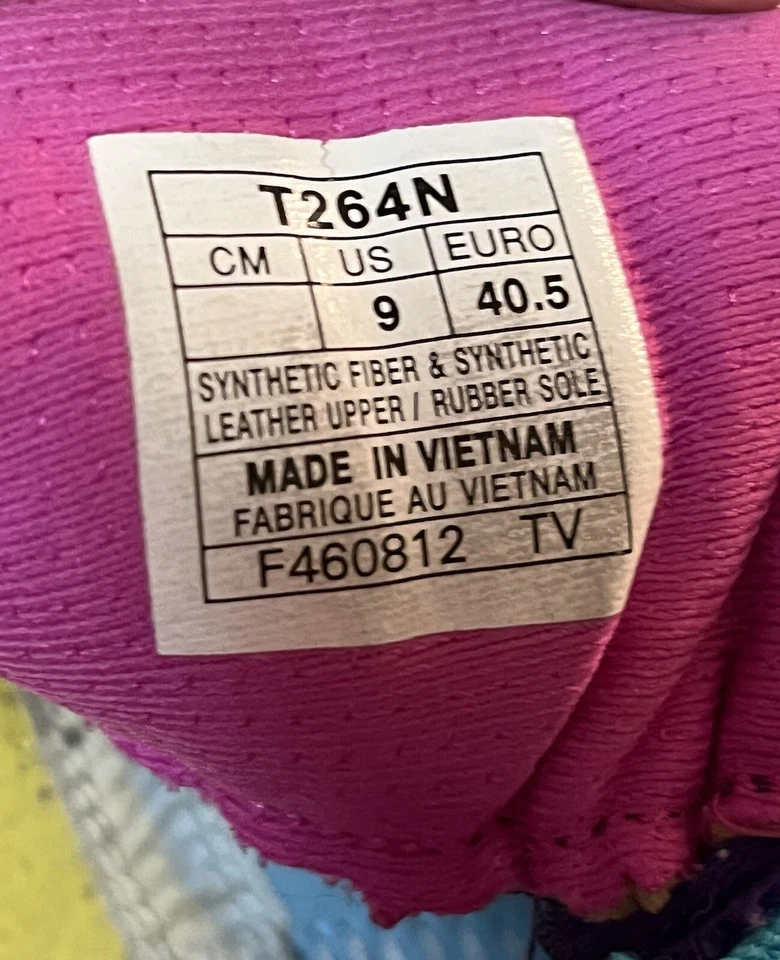 T264N
CM US EURO
9 40.5
SYNTHETIC FIBER & SYNTHETIC
LEATHER UPPER / RUBBER SOLE
MADE IN VIETNAM
FABRIQUE AU VIETNAM
F460812 TV